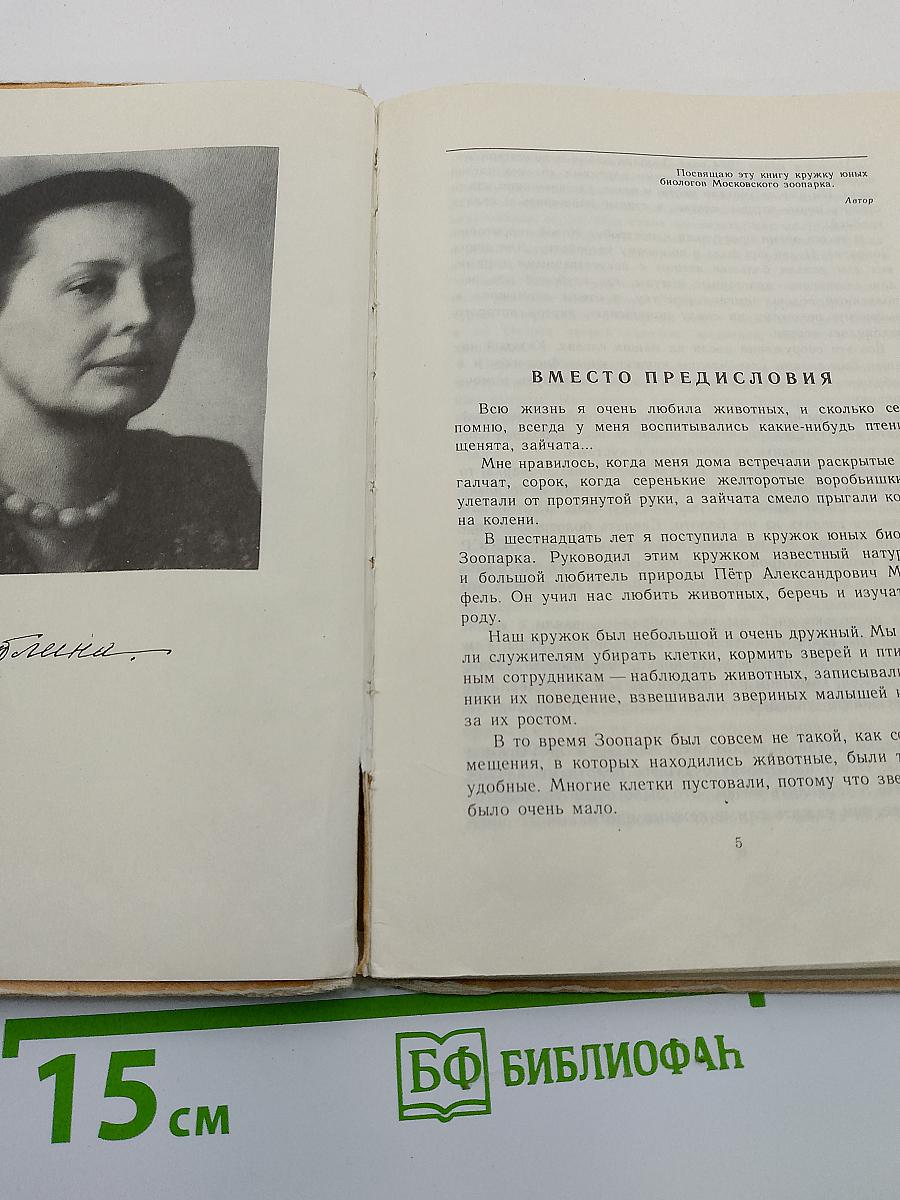 Посвящаю эту книгу кружку юных
биологов Московского зоопарка.
Автор
ВМЕСТО ПРЕДИСЛОВИЯ
Всю жизнь я очень любила животных, и сколько се
помню, всегда у меня воспитывались какие-нибудь птен
щенята, зайчата...
Мне нравилось, когда меня дома встречали раскрытые
галчат, сорок, когда серенькие желторотые воробьишки
улетали от протянутой руки, а зайчата смело прыгали ко
на колени.
В шестнадцать лет я поступила в кружок юных био
Зоопарка. Руководил этим кружком известный натур
и большой любитель природы Пётр Александрович М
фель. Он учил нас любить животных, беречь и изучат
роду.
Наш кружок был небольшой и очень дружный. Мы
ли служителям убирать клетки, кормить зверей и пти
ным сотрудникам — наблюдать животных, записывали
ники их поведение, взвешивали звериных малышей и
за их ростом.
В то время Зоопарк был совсем не такой, как се
мещения, в которых находились животные, были т
удобные. Многие клетки пустовали, потому что зве
было очень мало.
5
блина.
15 см
БФ БИБЛИОФАН